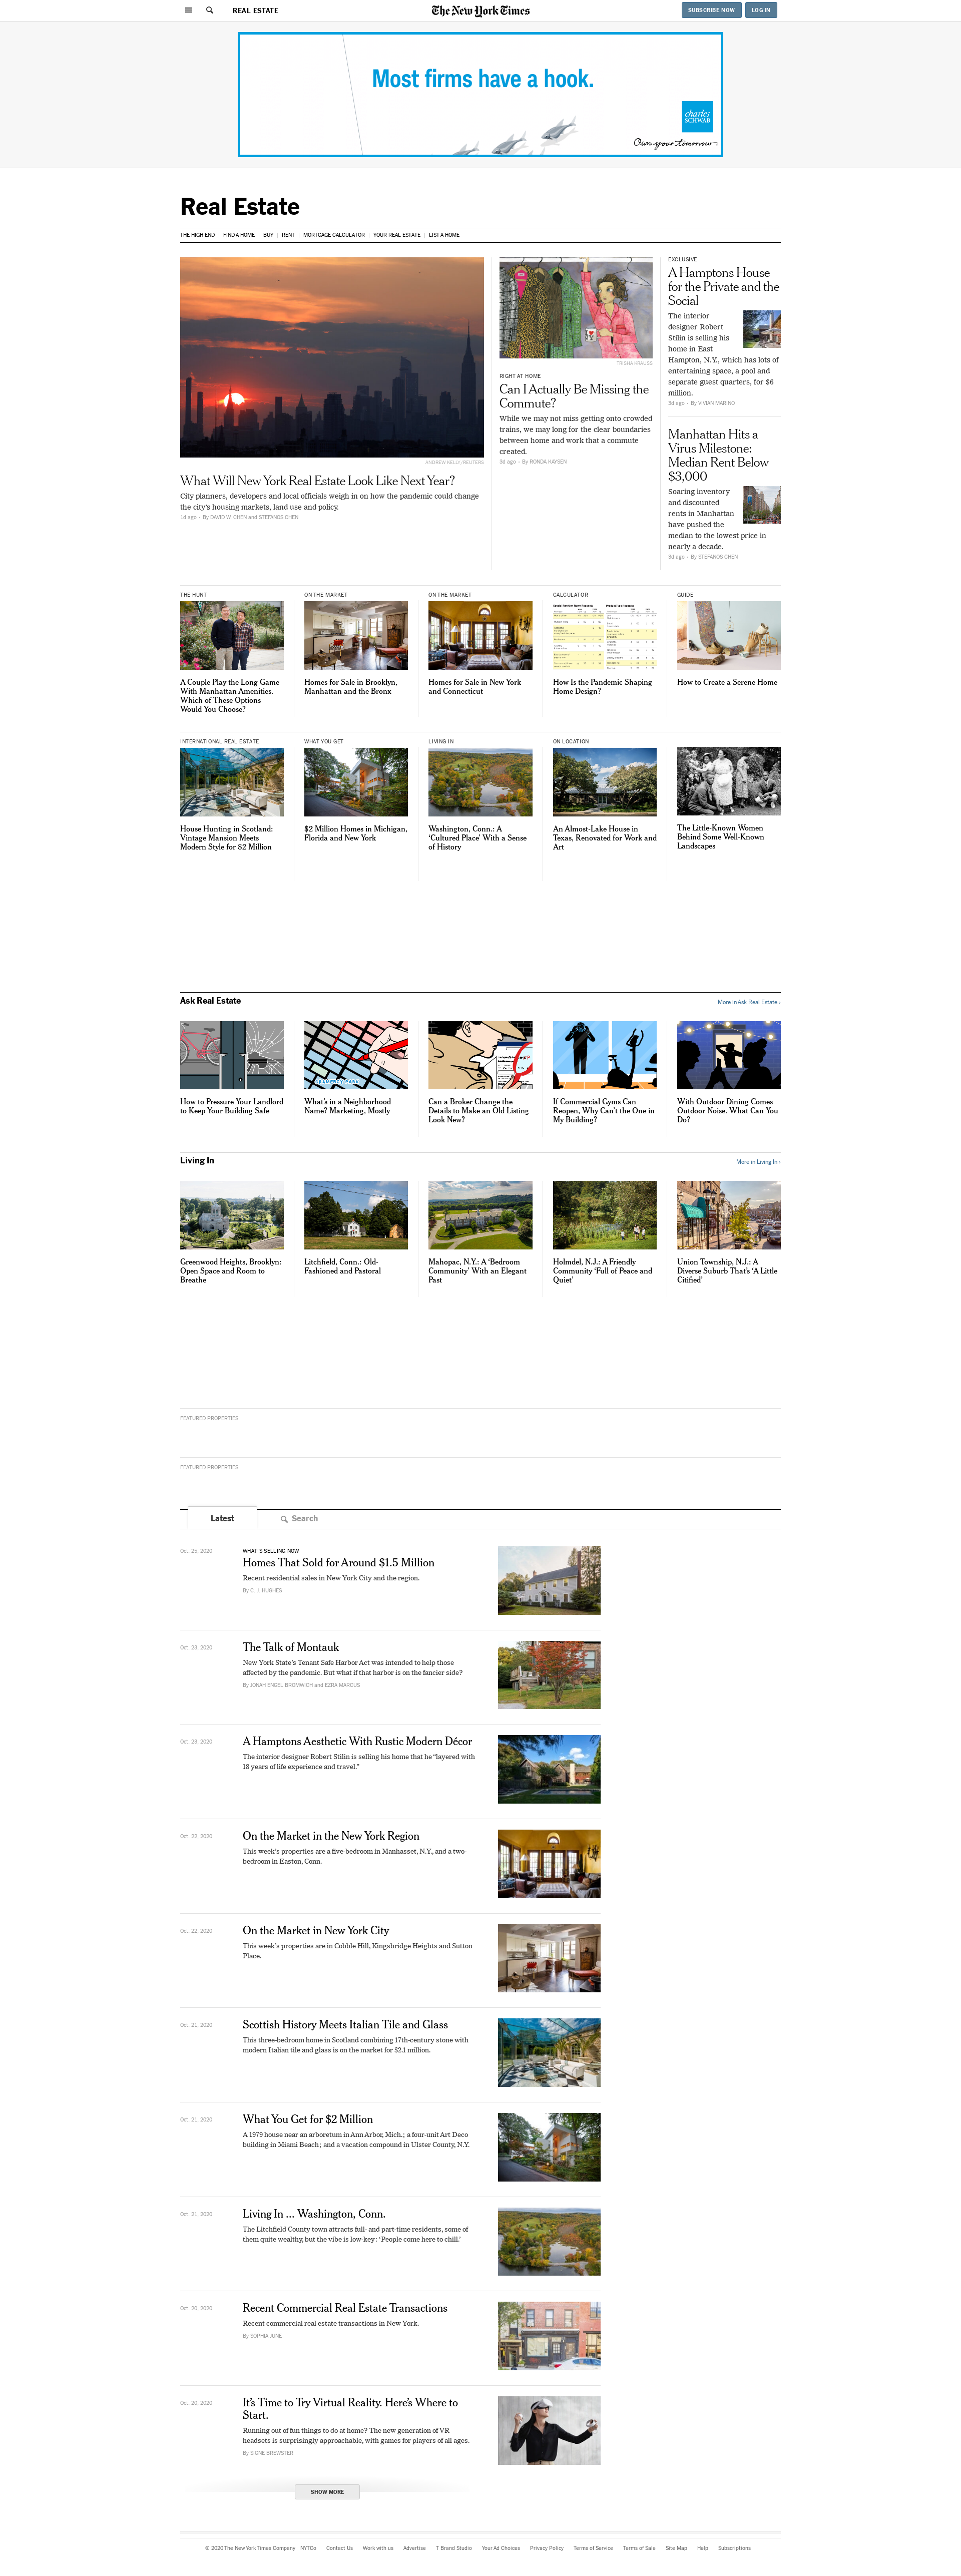 REAL ESTATE
The New York Times
SUBSCRIBE NOW
LOG IN
Most firms have a hook.
charles
SCHWAB
Own your tomorrow
Real Estate
THE HIGH END | FIND A HOME | BUY | RENT | MORTGAGE CALCULATOR | YOUR REAL ESTATE | LIST A HOME
ANDREW KELLY / REUTERS
What Will New York Real Estate Look Like Next Year?
City planners, developers and local officials weigh in on how the pandemic could change
the city's housing markets, land use and policy.
1d ago - By DAVID W. CHEN and STEFANOS CHEN
TRISHA KRAUSS
RIGHT AT HOME
Can I Actually Be Missing the
Commute?
While we may not miss getting onto crowded
trains, we may long for the clear boundaries
between home and work that a commute
created.
3d ago - By RONDA KAYSEN
EXCLUSIVE
A Hamptons House
for the Private and the
Social
The interior
designer Robert
Stilin is selling his
home in East
Hampton, N.Y., which has lots of
entertaining space, a pool and
separate guest quarters, for $6
million.
3d ago - By VIVIAN MARINO
Manhattan Hits a
Virus Milestone:
Median Rent Below
$3,000
Soaring inventory
and discounted
rents in Manhattan
have pushed the
median to the lowest price in
nearly a decade.
3d ago - By STEFANOS CHEN
THE HUNT
A Couple Play the Long Game
With Manhattan Amenities.
Which of These Options
Would You Choose?
ON THE MARKET
Homes for Sale in Brooklyn,
Manhattan and the Bronx
ON THE MARKET
Homes for Sale in New York
and Connecticut
CALCULATOR
How Is the Pandemic Shaping
Home Design?
GUIDE
How to Create a Serene Home
INTERNATIONAL REAL ESTATE
House Hunting in Scotland:
Vintage Mansion Meets
Modern Style for $2 Million
WHAT YOU GET
$2 Million Homes in Michigan,
Florida and New York
LIVING IN
Washington, Conn.: A
‘Cultured Place’ With a Sense
of History
ON LOCATION
An Almost-Lake House in
Texas, Renovated for Work and
Art
The Little-Known Women
Behind Some Well-Known
Landscapes
Ask Real Estate
More in Ask Real Estate ›
How to Pressure Your Landlord
to Keep Your Building Safe
GRAMERCY PARK
What’s in a Neighborhood
Name? Marketing, Mostly
Can a Broker Change the
Details to Make an Old Listing
Look New?
If Commercial Gyms Can
Reopen, Why Can’t the One in
My Building?
With Outdoor Dining Comes
Outdoor Noise. What Can You
Do?
Living In
More in Living In ›
Greenwood Heights, Brooklyn:
Open Space and Room to
Breathe
Litchfield, Conn.: Old-
Fashioned and Pastoral
Mahopac, N.Y.: A ‘Bedroom
Community’ With an Elegant
Past
Holmdel, N.J.: A Friendly
Community ‘Full of Peace and
Quiet’
Union Township, N.J.: A
Diverse Suburb That’s ‘A Little
Citified’
FEATURED PROPERTIES
FEATURED PROPERTIES
Latest
Search
Oct. 25, 2020
WHAT'S SELLING NOW
Homes That Sold for Around $1.5 Million
Recent residential sales in New York City and the region.
By C. J. HUGHES
Oct. 23, 2020
The Talk of Montauk
New York State’s Tenant Safe Harbor Act was intended to help those
affected by the pandemic. But what if that harbor is on the fancier side?
By JONAH ENGEL BROMWICH and EZRA MARCUS
Oct. 23, 2020
A Hamptons Aesthetic With Rustic Modern Décor
The interior designer Robert Stilin is selling his home that he “layered with
18 years of life experience and travel.”
Oct. 22, 2020
On the Market in the New York Region
This week’s properties are a five-bedroom in Manhasset, N.Y., and a two-
bedroom in Easton, Conn.
Oct. 22, 2020
On the Market in New York City
This week’s properties are in Cobble Hill, Kingsbridge Heights and Sutton
Place.
Oct. 21, 2020
Scottish History Meets Italian Tile and Glass
This three-bedroom home in Scotland combining 17th-century stone with
modern Italian tile and glass is on the market for $2.1 million.
Oct. 21, 2020
What You Get for $2 Million
A 1979 house near an arboretum in Ann Arbor, Mich.; a four-unit Art Deco
building in Miami Beach; and a vacation compound in Ulster County, N.Y.
Oct. 21, 2020
Living In ... Washington, Conn.
The Litchfield County town attracts full- and part-time residents, some of
them quite wealthy, but the vibe is low-key: ‘People come here to chill.’
Oct. 20, 2020
Recent Commercial Real Estate Transactions
Recent commercial real estate transactions in New York.
By SOPHIA JUNE
Oct. 20, 2020
It’s Time to Try Virtual Reality. Here’s Where to
Start.
Running out of fun things to do at home? The new generation of VR
headsets is surprisingly approachable, with games for players of all ages.
By SIGNE BREWSTER
SHOW MORE
© 2020 The New York Times Company NYTCo Contact Us Work with us Advertise T Brand Studio Your Ad Choices Privacy Policy Terms of Service Terms of Sale Site Map Help Subscriptions